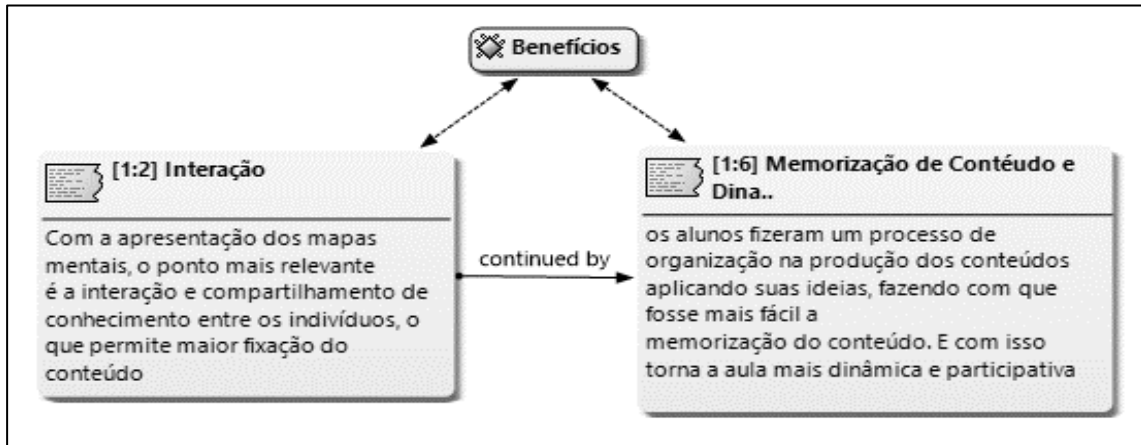 Benefícios
[1:2] Interação
Com a apresentação dos mapas
mentais, o ponto mais relevante
é a interação e compartilhamento de
conhecimento entre os indivíduos, o
que permite maior fixação do
conteúdo
continued by
[1:6] Memorização de Contéudo e
Dina..
os alunos fizeram um processo de
organização na produção dos conteúdos
aplicando suas ideias, fazendo com que
fosse mais fácil a
memorização do conteúdo. E com isso
torna a aula mais dinâmica e participativa